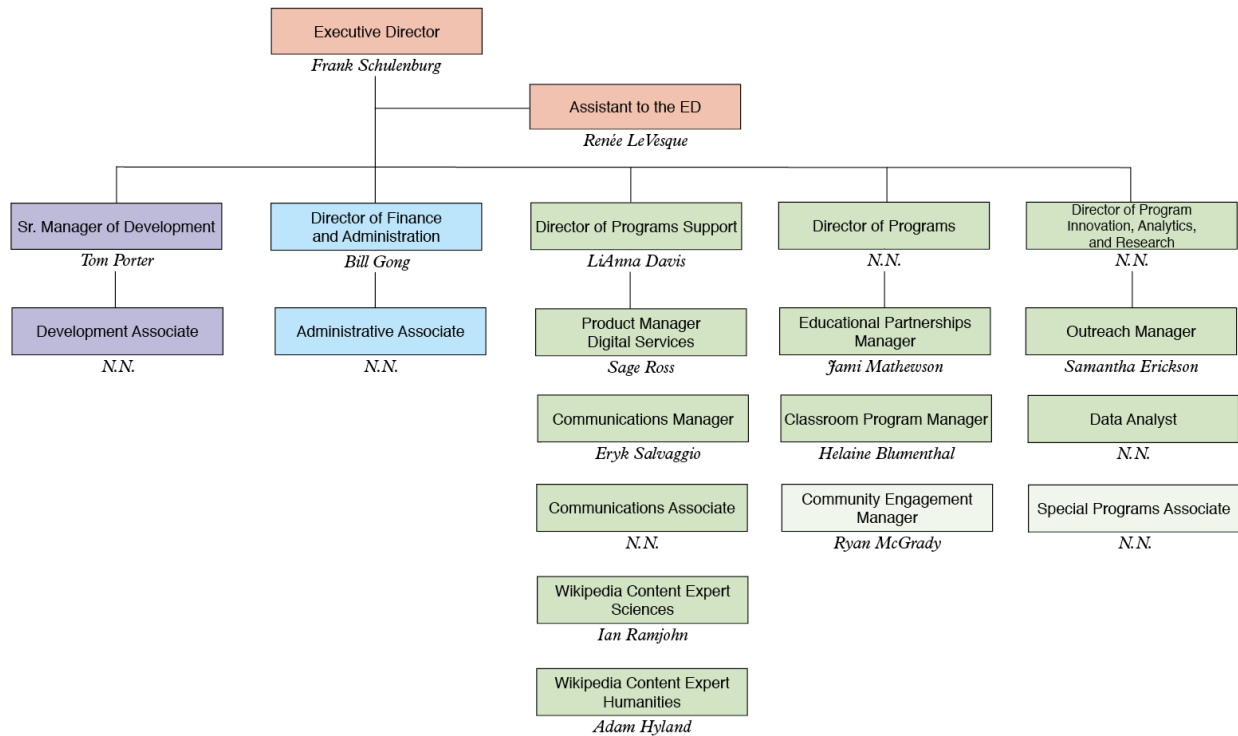 Executive Director
Frank Schulenburg
Assistant to the ED
Renée LeVesque
Sr. Manager of Development
Tom Porter
Development Associate
N.N.
Director of Finance
and Administration
Bill Gong
Administrative Associate
N.N.
Director of Programs Support
LiAnna Davis
Product Manager
Digital Services
Sage Ross
Communications Manager
Eryk Salvaggio
Communications Associate
N.N.
Wikipedia Content Expert
Sciences
Ian Ramjohn
Wikipedia Content Expert
Humanities
Adam Hyland
Director of Programs
N.N.
Educational Partnerships
Manager
Jami Mathewson
Classroom Program Manager
Helaine Blumenthal
Community Engagement
Manager
Ryan McGrady
Director of Program
Innovation, Analytics,
and Research
N.N.
Outreach Manager
Samantha Erickson
Data Analyst
N.N.
Special Programs Associate
N.N.